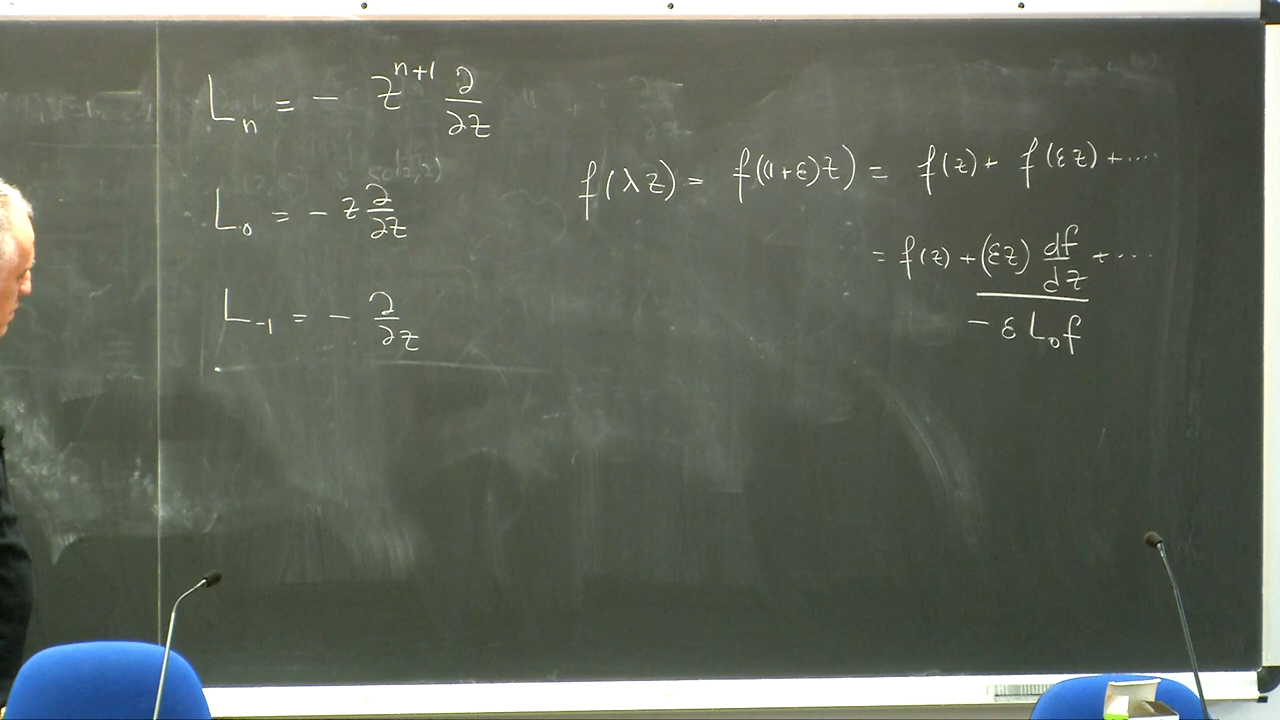 L_n = - z^{n+1} ∂/∂z
L_0 = - z ∂/∂z
L_{-1} = - ∂/∂z
f(λz) = f((1+ε)z) = f(z) + f(εz) + ....
= f(z) + (εz) df/dz + ...
- ε L_0 f